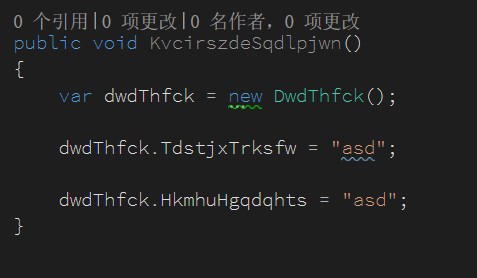 0 个引用|0 项更改|0 名作者，0 项更改
public void KvcirszdeSqdlpjwn()
{
    var dwdThfck = new DwdThfck();
    dwdThfck.TdstjxTrksfw = "asd";
    dwdThfck.HkmhuHgqdqhts = "asd";
}